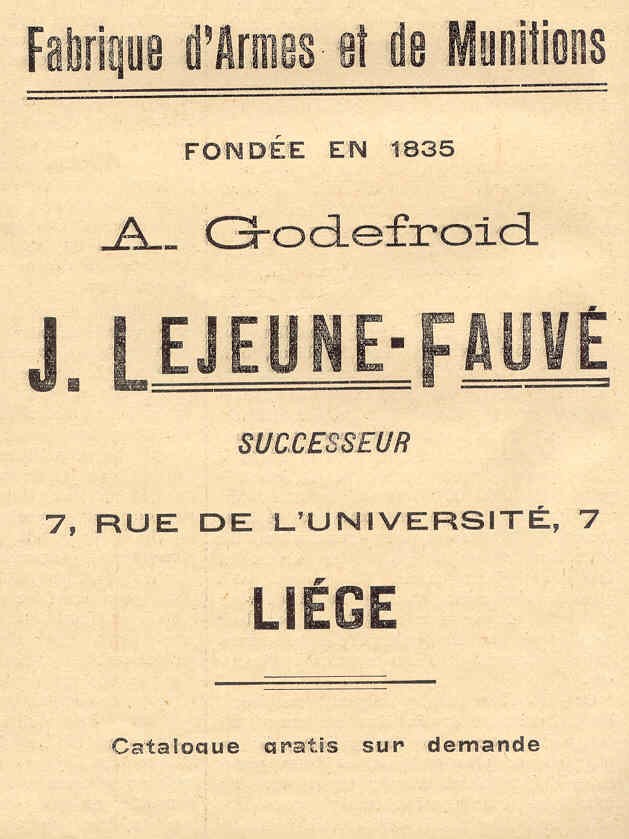 Fabrique d'Armes et de Munitions
FONDÉE EN 1835
A. Godefroid
J. LEJEUNE-FAUVÉ
SUCCESSEUR
7, RUE DE L'UNIVERSITÉ, 7
LIÉGE
Catalogue gratis sur demande